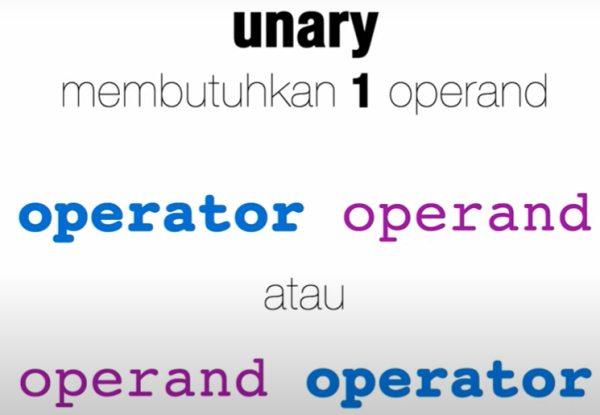 unary
membutuhkan 1 operand
operator operand
atau
operand operator